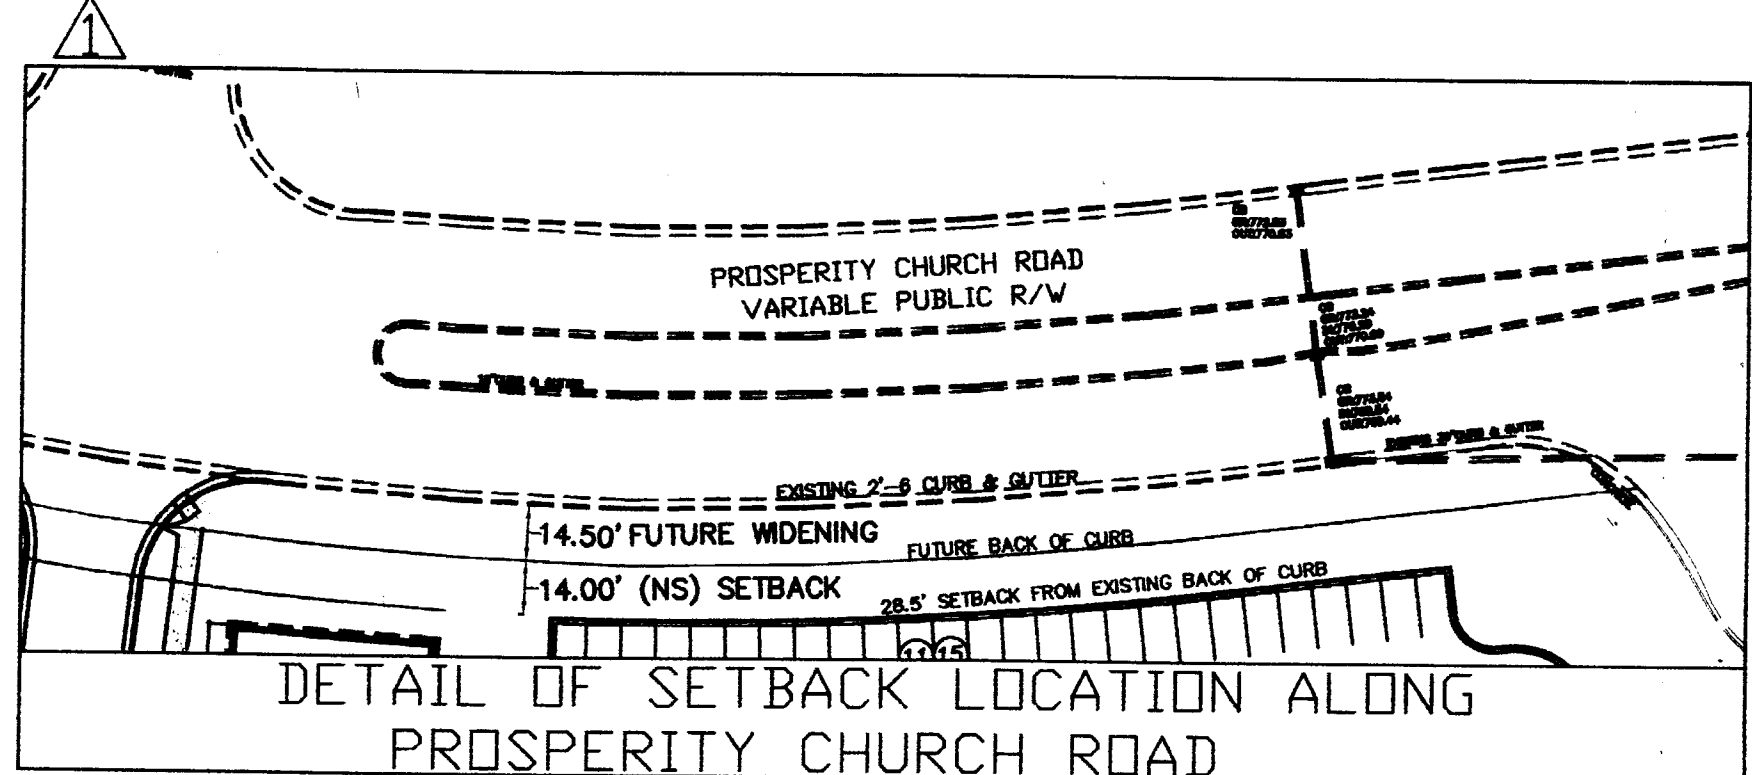 1
PROSPERITY CHURCH ROAD
VARIABLE PUBLIC R/W
EXISTING 2'-6 CURB & GUTTER
14.50' FUTURE WIDENING
FUTURE BACK OF CURB
14.00' (NS) SETBACK
28.5' SETBACK FROM EXISTING BACK OF CURB
11 15
DETAIL OF SETBACK LOCATION ALONG
PROSPERITY CHURCH ROAD